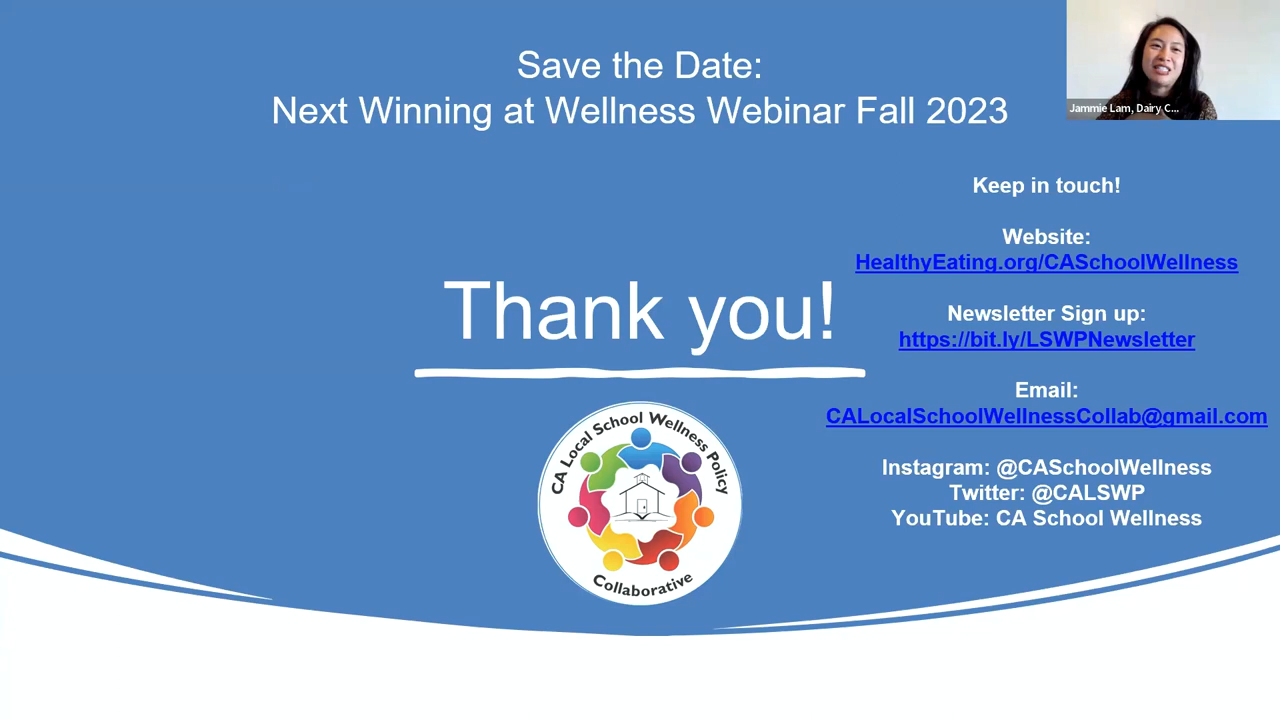 Save the Date:
Next Winning at Wellness Webinar Fall 2023
Jammie Lam, Dairy C...
Keep in touch!
Website:
HealthyEating.org/CASchoolWellness
Thank you!
Newsletter Sign up:
https://bit.ly/LSWPNewsletter
Email:
CALocalSchoolWellnessCollab@gmail.com
Instagram: @CASchoolWellness
Twitter: @CALSWP
YouTube: CA School Wellness
CA Local School Wellness Policy
Collaborative